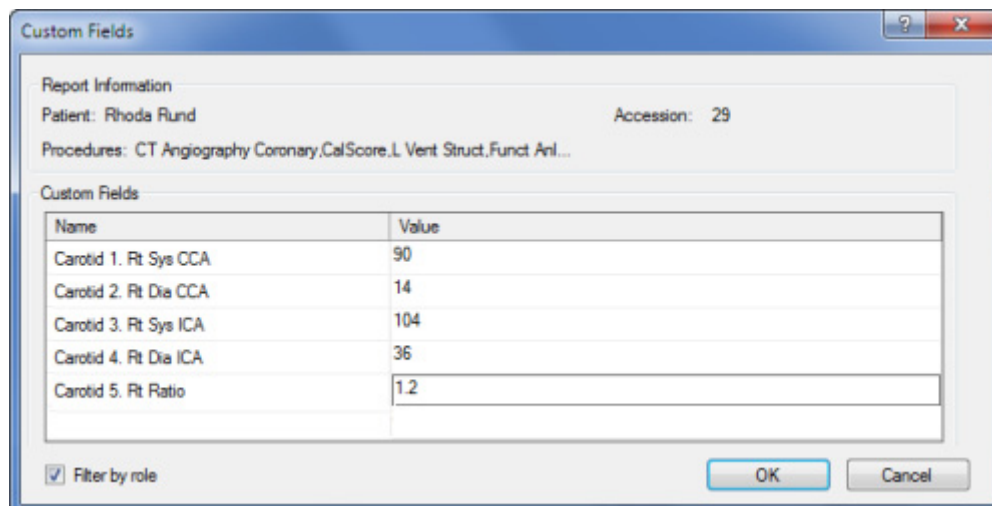 Custom Fields
Report Information
Patient: Rhoda Rund Accession: 29
Procedures: CT Angiography Coronary,CalScore,L Vent Struct,Funct Anl...
Custom Fields
Name Value
Carotid 1. Rt Sys CCA 90
Carotid 2. Rt Dia CCA 14
Carotid 3. Rt Sys ICA 104
Carotid 4. Rt Dia ICA 36
Carotid 5. Rt Ratio 1.2
Filter by role OK Cancel